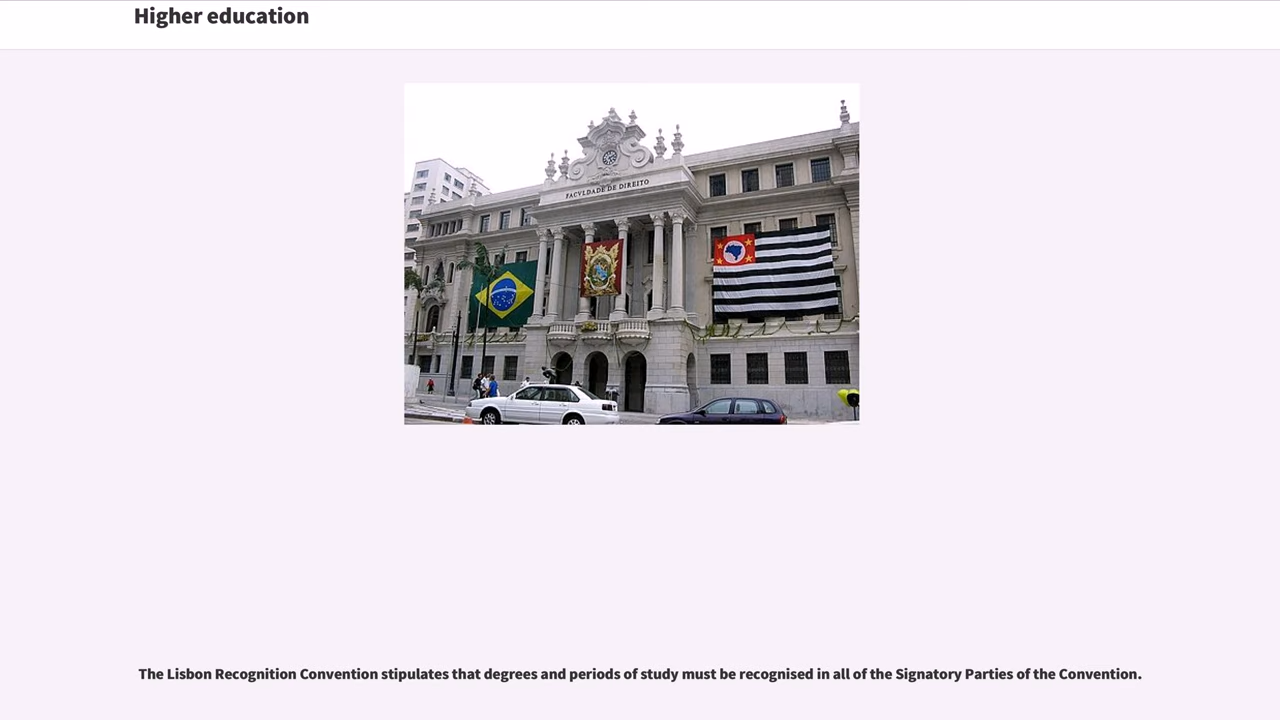 Higher education
FACVLDADE DE DIREITO
The Lisbon Recognition Convention stipulates that degrees and periods of study must be recognised in all of the Signatory Parties of the Convention.